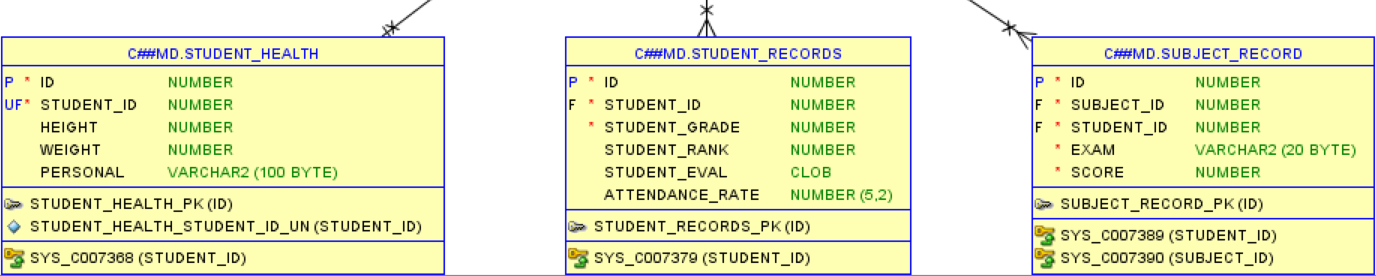 C##MD.STUDENT_HEALTH
P * ID NUMBER
UF* STUDENT_ID NUMBER
HEIGHT NUMBER
WEIGHT NUMBER
PERSONAL VARCHAR2 (100 BYTE)
STUDENT_HEALTH_PK (ID)
STUDENT_HEALTH_STUDENT_ID_UN (STUDENT_ID)
SYS_C007368 (STUDENT_ID)
C##MD.STUDENT_RECORDS
P * ID NUMBER
F * STUDENT_ID NUMBER
* STUDENT_GRADE NUMBER
STUDENT_RANK NUMBER
STUDENT_EVAL CLOB
ATTENDANCE_RATE NUMBER (5,2)
STUDENT_RECORDS_PK (ID)
SYS_C007379 (STUDENT_ID)
C##MD.SUBJECT_RECORD
P * ID NUMBER
F * SUBJECT_ID NUMBER
F * STUDENT_ID NUMBER
* EXAM VARCHAR2 (20 BYTE)
* SCORE NUMBER
SUBJECT_RECORD_PK (ID)
SYS_C007389 (STUDENT_ID)
SYS_C007390 (SUBJECT_ID)